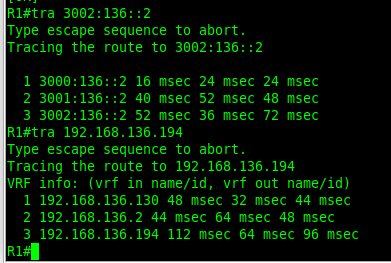 R1#tra 3002:136::2
Type escape sequence to abort.
Tracing the route to 3002:136::2
1 3000:136::2 16 msec 24 msec 24 msec
2 3001:136::2 40 msec 52 msec 48 msec
3 3002:136::2 52 msec 36 msec 72 msec
R1#tra 192.168.136.194
Type escape sequence to abort.
Tracing the route to 192.168.136.194
VRF info: (vrf in name/id, vrf out name/id)
1 192.168.136.130 48 msec 32 msec 44 msec
2 192.168.136.2 44 msec 64 msec 48 msec
3 192.168.136.194 112 msec 64 msec 96 msec
R1#